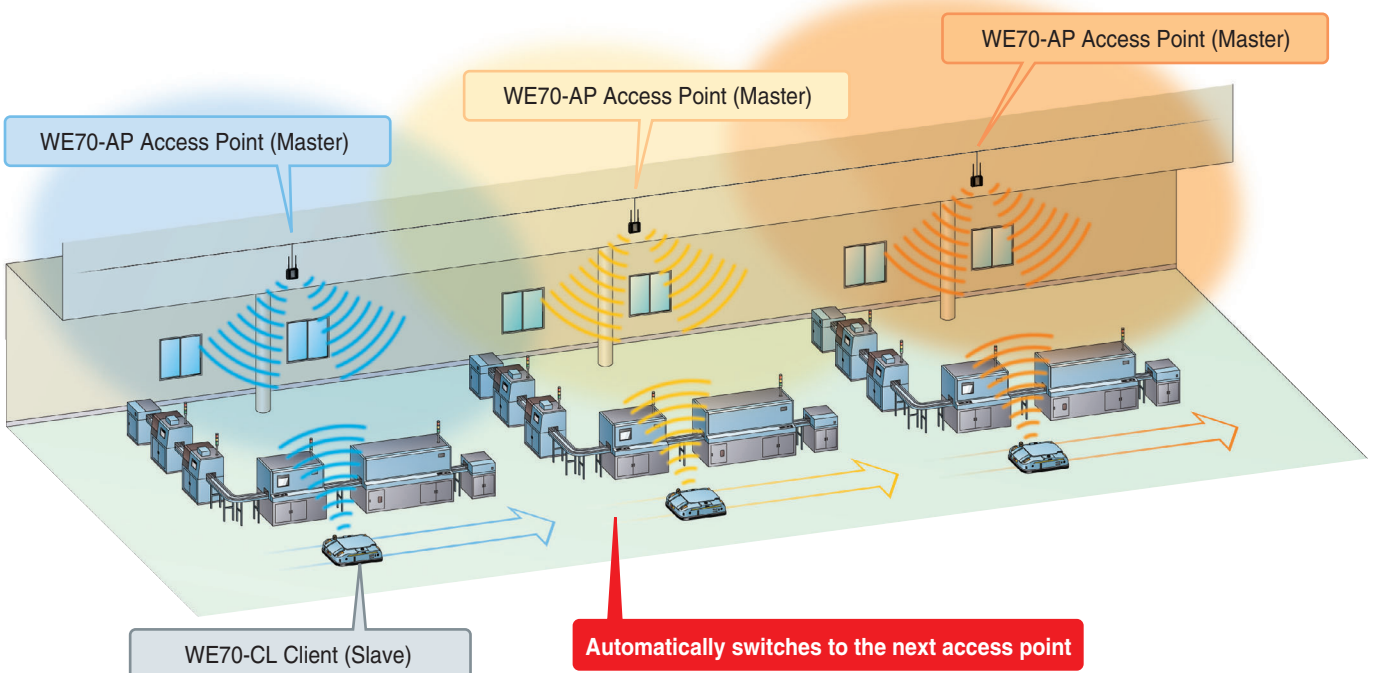 WE70-AP Access Point (Master)
WE70-AP Access Point (Master)
WE70-AP Access Point (Master)
WE70-CL Client (Slave)
Automatically switches to the next access point